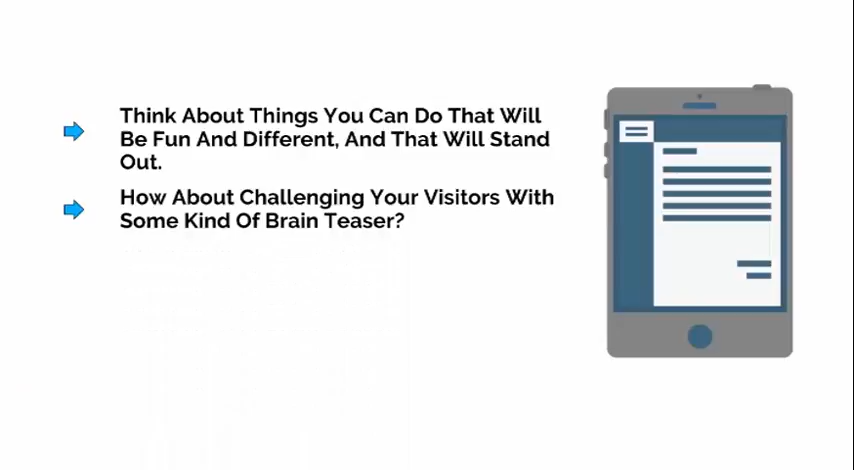 Think About Things You Can Do That Will
Be Fun And Different, And That Will Stand
Out.
How About Challenging Your Visitors With
Some Kind Of Brain Teaser?